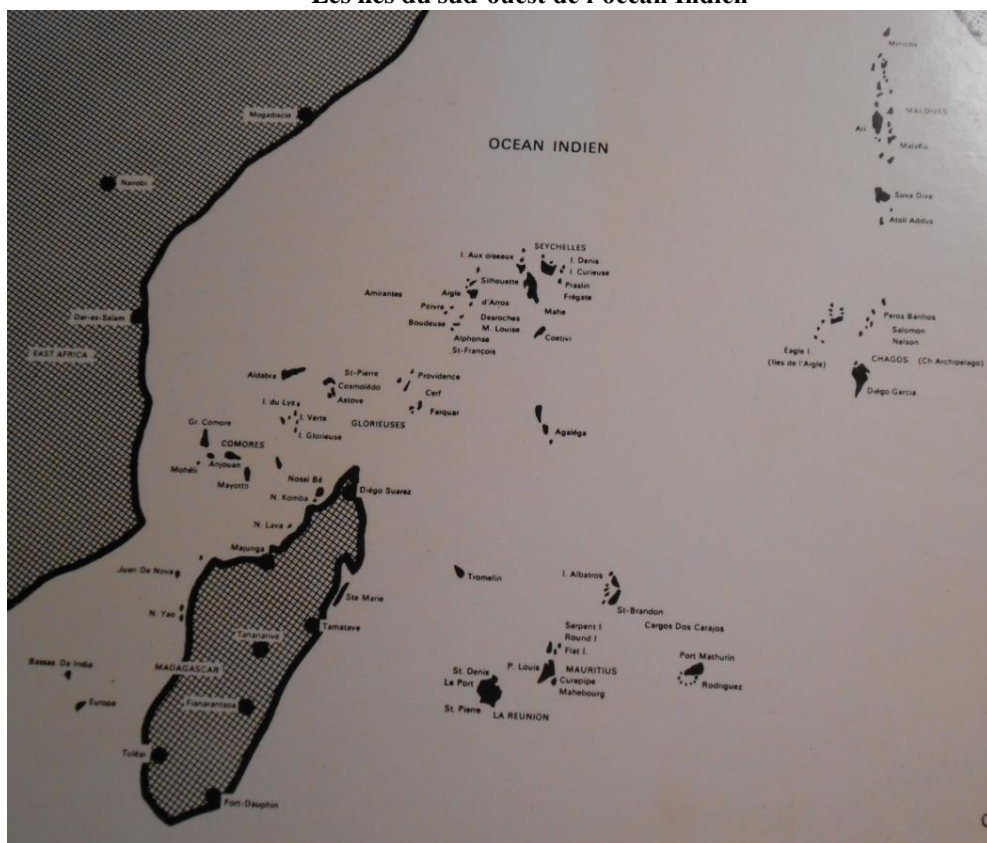 Les îles du sud-ouest de l'océan Indien
Minicoy
MALDIVES
Mogadiscio
Ari
Malefia
OCEAN INDIEN
Nairobi
Suva Diva
Atoll Addus
SEYCHELLES
I. Aux oiseaux
I. Denis
I. Curieuse
Silhouette
Praslin
Frégate
Amirantes
Aigle
d'Arros
Mahe
Poivre
Desroches
Boudeuse
M. Louise
Coetivi
Alphonse
St-François
Dar-es-Salam
Peros Banhos
Salomon
Nelson
Eagle I.
(Iles de l'Aigle)
CHAGOS (Ch Archipelago)
Diégo Garcia
EAST AFRICA
Aldabra
St-Pierre
Cosmolédo
Astove
Providence
Cerf
Farquar
I. du Lys
I. Verte
I. Glorieuse
GLORIEUSES
Agaléga
Gr. Comore
COMORES
Mohéli
Anjouan
Mayotte
Nossi Bé
N. Komba
Diégo Suarez
N. Lava
Majunga
Juan De Nova
Tromelin
I. Albatros
St-Brandon
Cargos Dos Carajos
Ste Marie
N. Yao
Tamatave
Tananarive
Serpent I
Round I
Flat I.
MADAGASCAR
Bassas Da India
Europa
Fianarantsoa
P. Louis
MAURITIUS
Curepipe
Mahebourg
Port Mathurin
Rodriguez
St. Denis
Le Port
St. Pierre
LA REUNION
Tuléar
Fort-Dauphin